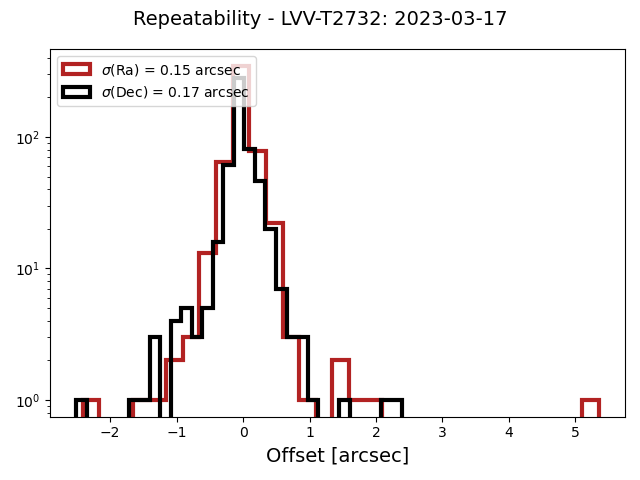 Repeatability - LVV-T2732: 2023-03-17
σ(Ra) = 0.15 arcsec
σ(Dec) = 0.17 arcsec
10²
10¹
10⁰
−2 −1 0 1 2 3 4 5
Offset [arcsec]